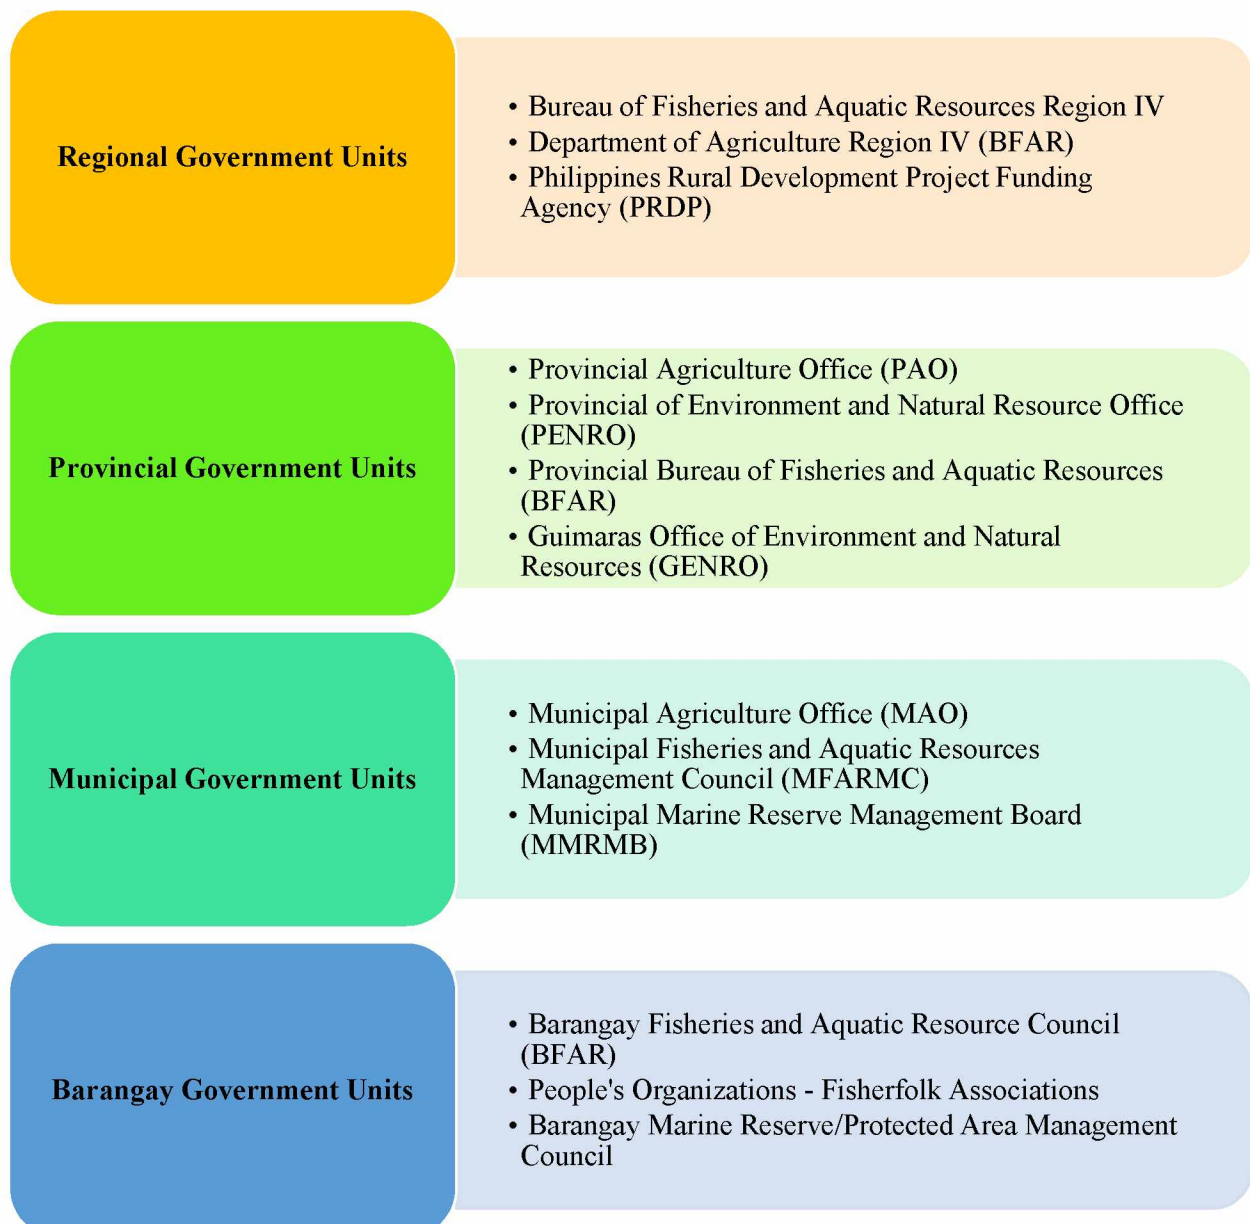 Regional Government Units
• Bureau of Fisheries and Aquatic Resources Region IV
• Department of Agriculture Region IV (BFAR)
• Philippines Rural Development Project Funding
Agency (PRDP)
Provincial Government Units
• Provincial Agriculture Office (PAO)
• Provincial of Environment and Natural Resource Office
(PENRO)
• Provincial Bureau of Fisheries and Aquatic Resources
(BFAR)
• Guimaras Office of Environment and Natural
Resources (GENRO)
Municipal Government Units
• Municipal Agriculture Office (MAO)
• Municipal Fisheries and Aquatic Resources
Management Council (MFARMC)
• Municipal Marine Reserve Management Board
(MMRMB)
Barangay Government Units
• Barangay Fisheries and Aquatic Resource Council
(BFAR)
• People's Organizations - Fisherfolk Associations
• Barangay Marine Reserve/Protected Area Management
Council